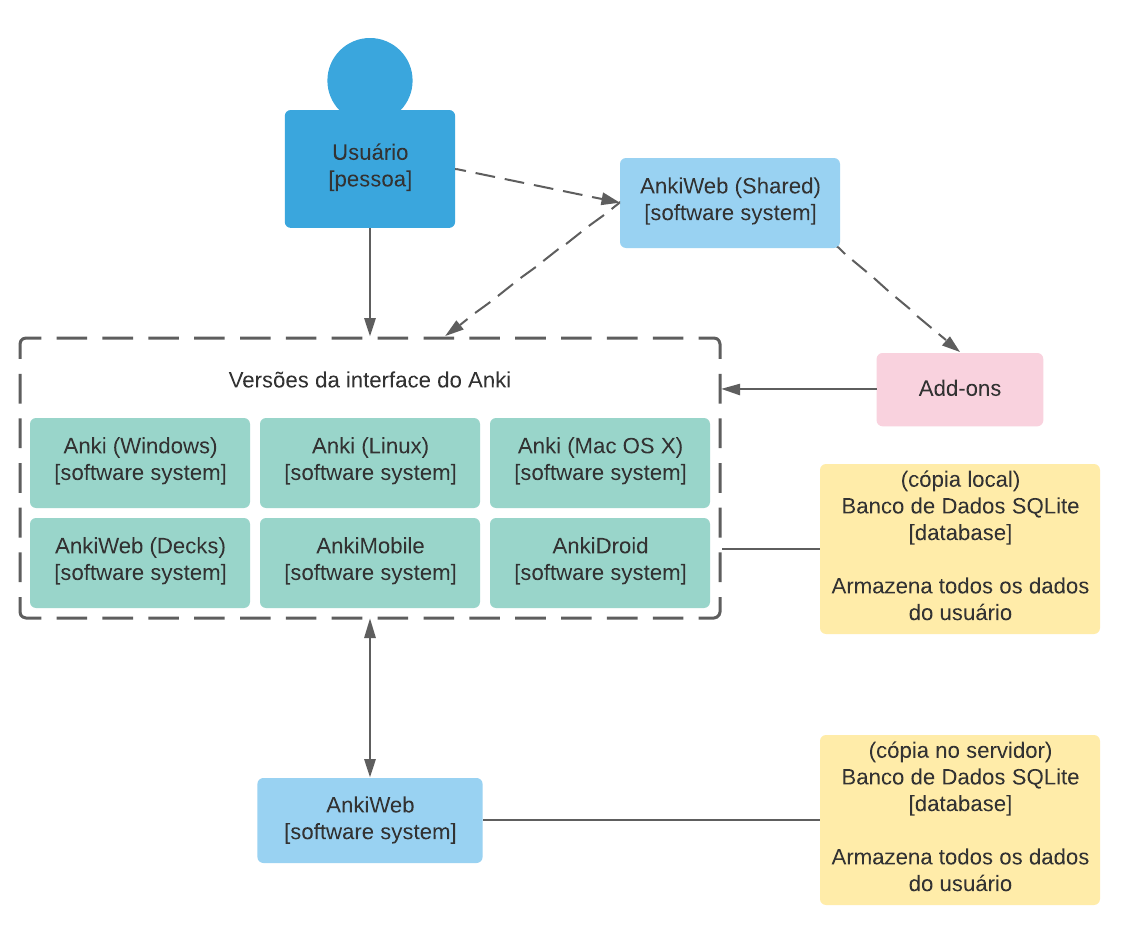 Usuário
[pessoa]
AnkiWeb (Shared)
[software system]
Versões da interface do Anki
Add-ons
Anki (Windows)
[software system]
Anki (Linux)
[software system]
Anki (Mac OS X)
[software system]
AnkiWeb (Decks)
[software system]
AnkiMobile
[software system]
AnkiDroid
[software system]
(cópia local)
Banco de Dados SQLite
[database]
Armazena todos os dados
do usuário
AnkiWeb
[software system]
(cópia no servidor)
Banco de Dados SQLite
[database]
Armazena todos os dados
do usuário